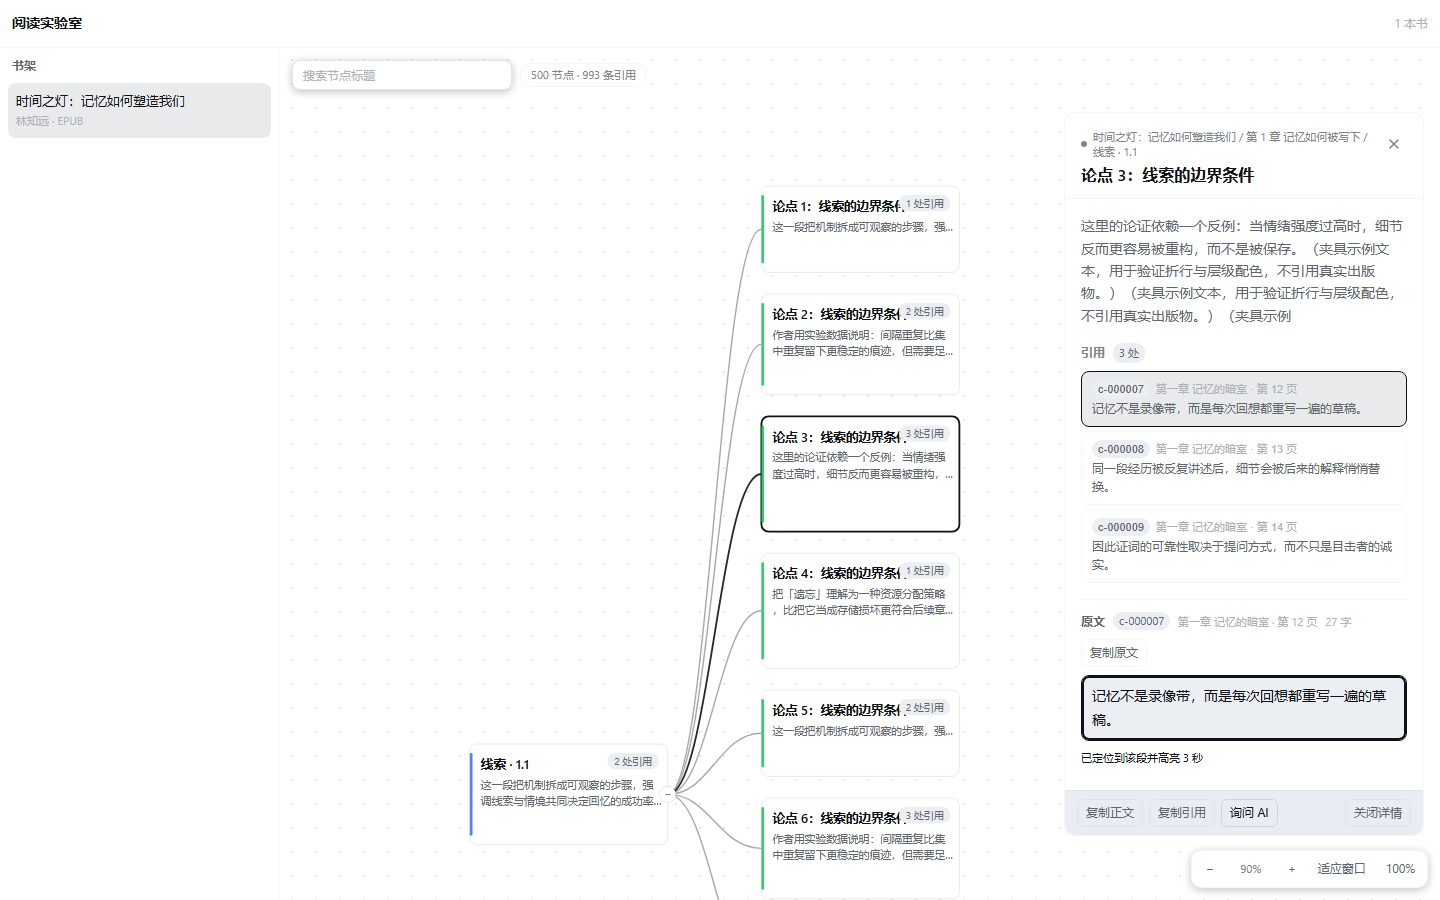 阅读实验室
1 本书
书架
时间之灯：记忆如何塑造我们
林知远 · EPUB
搜索节点标题
500 节点 · 993 条引用
论点 1：线索的边界条件
1 处引用
这一段把机制拆成可观察的步骤，强...
论点 2：线索的边界条件
2 处引用
作者用实验数据说明：间隔重复比集
中重复留下更稳定的痕迹，但需要足...
论点 3：线索的边界条件
3 处引用
这里的论证依赖一个反例：当情绪强
度过高时，细节反而更容易被重构，...
论点 4：线索的边界条件
1 处引用
把「遗忘」理解为一种资源分配策略
，比把它当成存储损坏更符合后续章...
论点 5：线索的边界条件
2 处引用
这一段把机制拆成可观察的步骤，强...
线索 · 1.1
2 处引用
这一段把机制拆成可观察的步骤，强
调线索与情境共同决定回忆的成功率...
论点 6：线索的边界条件
3 处引用
作者用实验数据说明：间隔重复比集
中重复留下更稳定的痕迹，但需要足...
时间之灯：记忆如何塑造我们 / 第 1 章 记忆如何被写下 /
线索 · 1.1
论点 3：线索的边界条件
这里的论证依赖一个反例：当情绪强度过高时，细节
反而更容易被重构，而不是被保存。（夹具示例文
本，用于验证折行与层级配色，不引用真实出版
物。）（夹具示例文本，用于验证折行与层级配色，
不引用真实出版物。）（夹具示例
引用 3 处
c-000007 第一章 记忆的暗室 · 第 12 页
记忆不是录像带，而是每次回想都重写一遍的草稿。
c-000008 第一章 记忆的暗室 · 第 13 页
同一段经历被反复讲述后，细节会被后来的解释悄悄替
换。
c-000009 第一章 记忆的暗室 · 第 14 页
因此证词的可靠性取决于提问方式，而不只是目击者的诚
实。
原文 c-000007 第一章 记忆的暗室 · 第 12 页 27 字
复制原文
记忆不是录像带，而是每次回想都重写一遍的草
稿。
已定位到该段并高亮 3 秒
复制正文 复制引用 询问 AI 关闭详情
− 90% + 适应窗口 100%